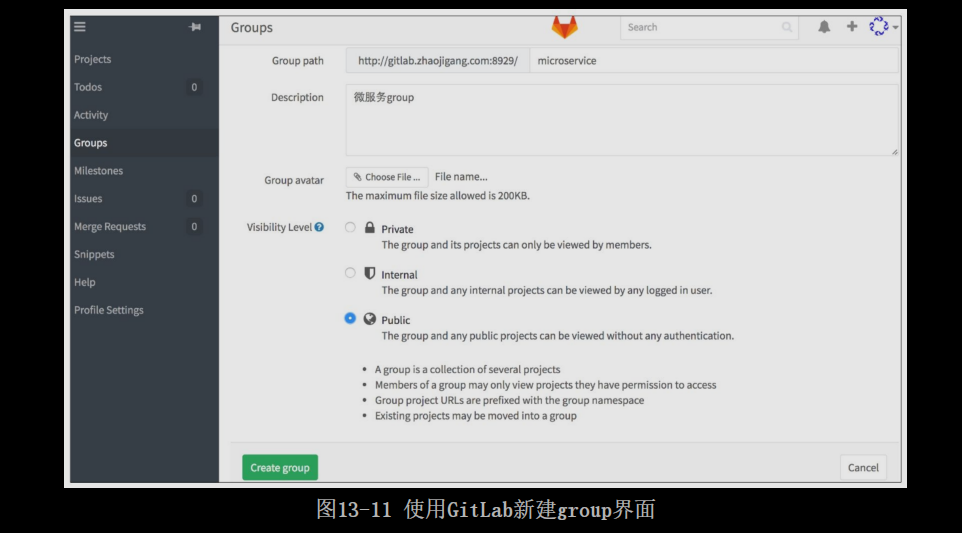 Groups
Search
Projects
Todos 0
Activity
Groups
Milestones
Issues 0
Merge Requests 0
Snippets
Help
Profile Settings
Group path http://gitlab.zhaojigang.com:8929/ microservice
Description 微服务group
Group avatar Choose File ... File name...
The maximum file size allowed is 200KB.
Visibility Level Private
The group and its projects can only be viewed by members.
Internal
The group and any internal projects can be viewed by any logged in user.
Public
The group and any public projects can be viewed without any authentication.
• A group is a collection of several projects
• Members of a group may only view projects they have permission to access
• Group project URLs are prefixed with the group namespace
• Existing projects may be moved into a group
Create group Cancel
图13-11 使用GitLab新建group界面